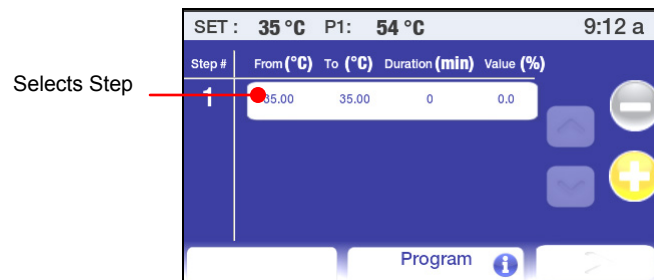 SET : 35 °C P1: 54 °C 9:12 a
Step # From (°C) To (°C) Duration (min) Value (%)
Selects Step
1 35.00 35.00 0 0.0
Program